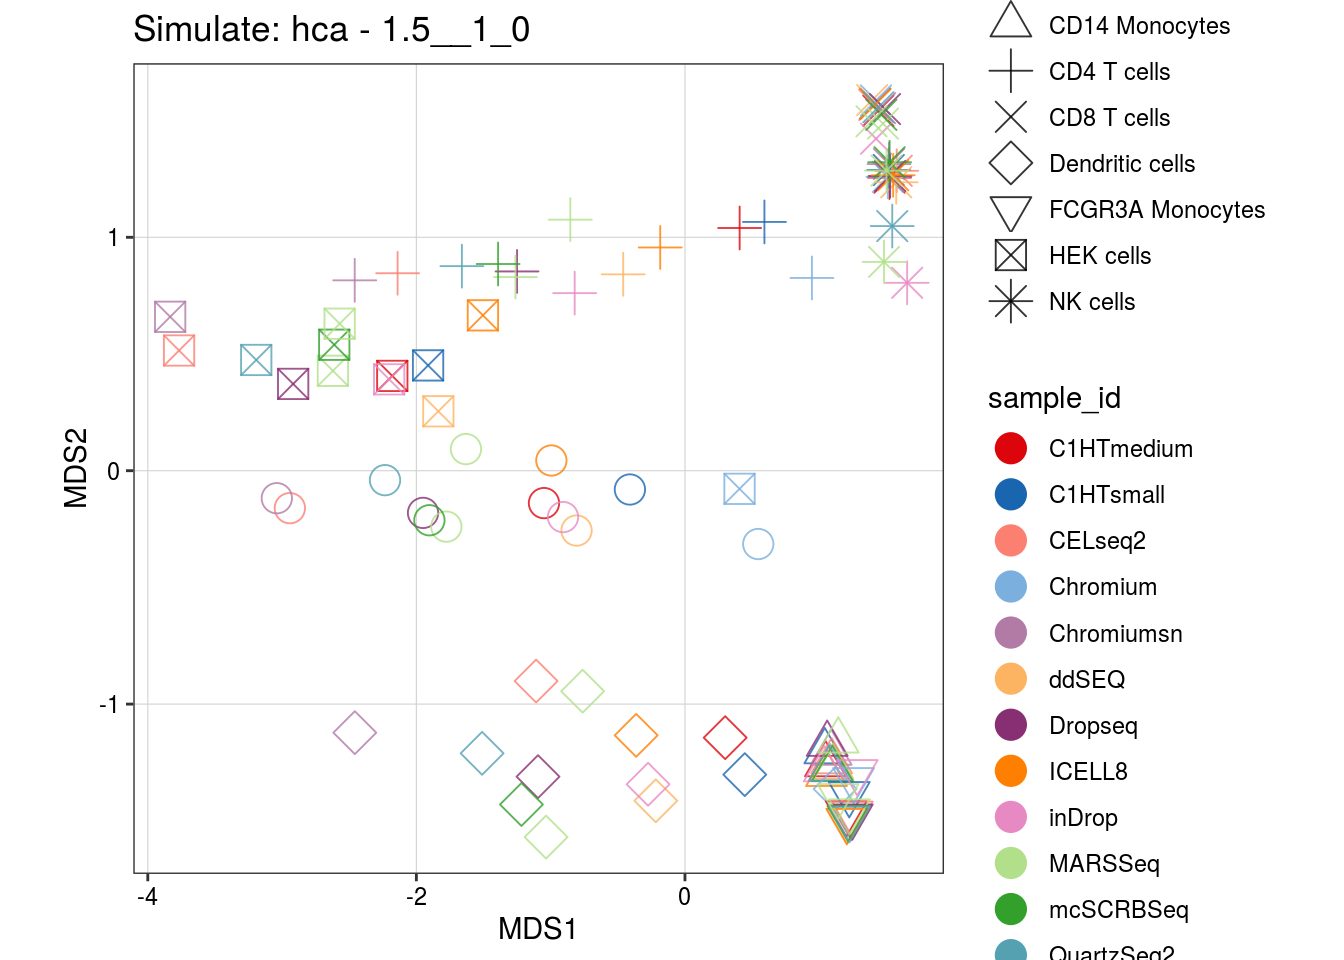 Simulate: hca - 1.5__1_0
1
0
-1
MDS2
-4
-2
0
MDS1
CD14 Monocytes
CD4 T cells
CD8 T cells
Dendritic cells
FCGR3A Monocytes
HEK cells
NK cells
sample_id
C1HTmedium
C1HTsmall
CELseq2
Chromium
Chromiumsn
ddSEQ
Dropseq
ICELL8
inDrop
MARSSeq
mcSCRBSeq
QuartzSeq2